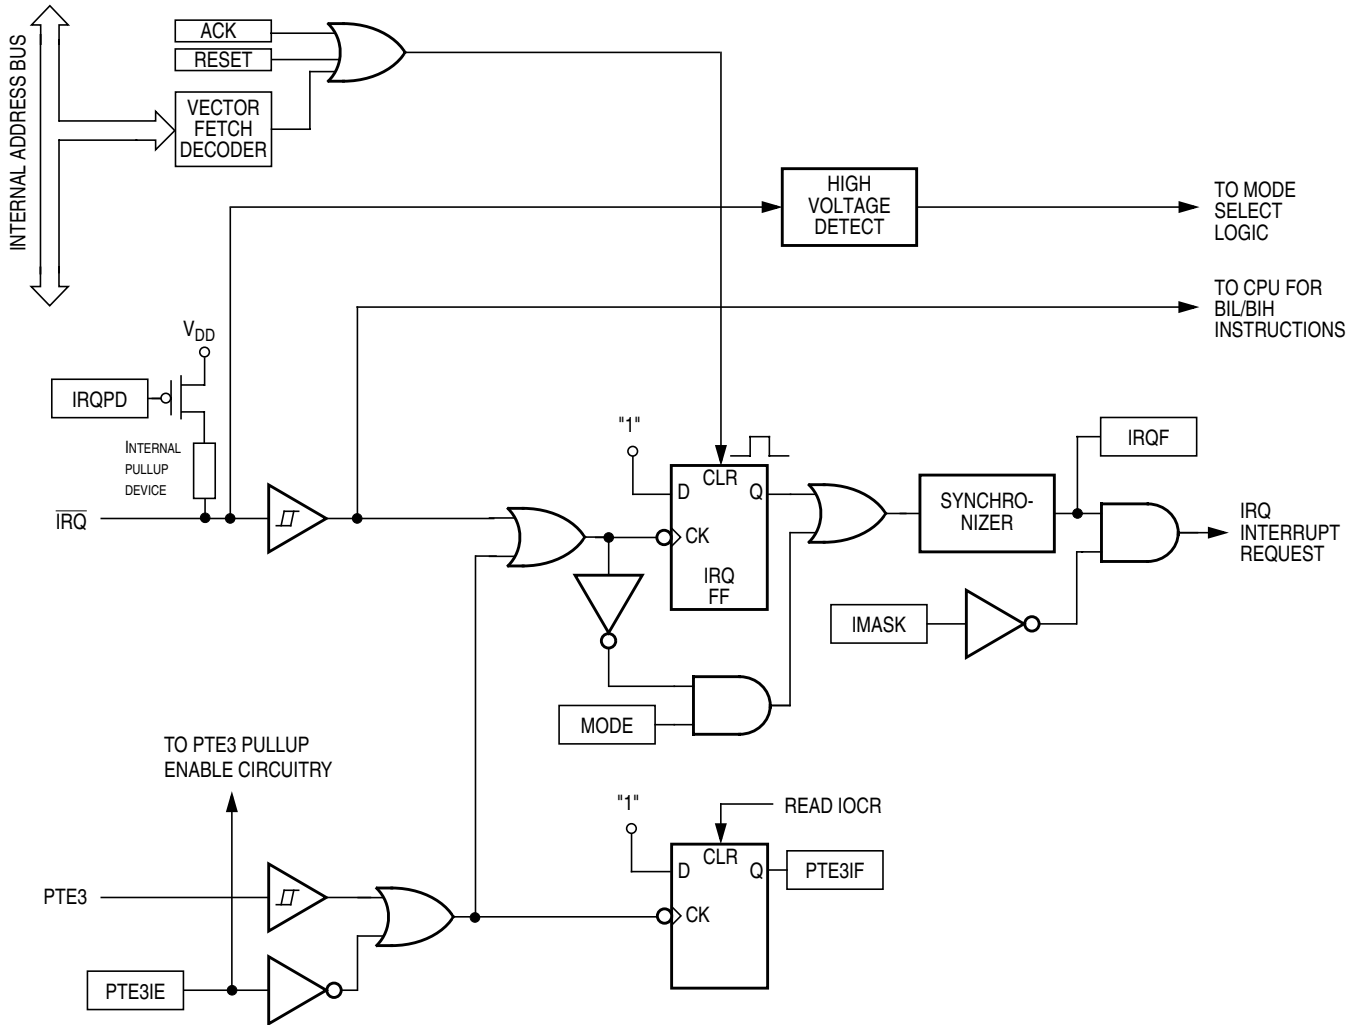 INTERNAL ADDRESS BUS
ACK
RESET
VECTOR
FETCH
DECODER
HIGH
VOLTAGE
DETECT
TO MODE
SELECT
LOGIC
TO CPU FOR
BIL/BIH
INSTRUCTIONS
VDD
IRQPD
INTERNAL
PULLUP
DEVICE
IRQ
"1"
D
CLR
Q
CK
IRQ
FF
SYNCHRO-
NIZER
IRQF
IRQ
INTERRUPT
REQUEST
IMASK
MODE
TO PTE3 PULLUP
ENABLE CIRCUITRY
"1"
READ IOCR
D
CLR
Q
CK
PTE3IF
PTE3
PTE3IE